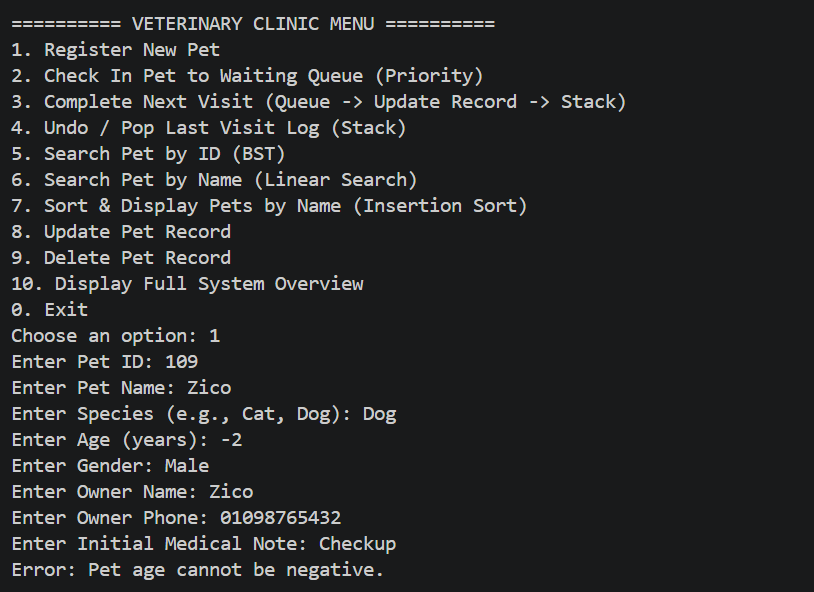 ========== VETERINARY CLINIC MENU ==========
1. Register New Pet
2. Check In Pet to Waiting Queue (Priority)
3. Complete Next Visit (Queue -> Update Record -> Stack)
4. Undo / Pop Last Visit Log (Stack)
5. Search Pet by ID (BST)
6. Search Pet by Name (Linear Search)
7. Sort & Display Pets by Name (Insertion Sort)
8. Update Pet Record
9. Delete Pet Record
10. Display Full System Overview
0. Exit
Choose an option: 1
Enter Pet ID: 109
Enter Pet Name: Zico
Enter Species (e.g., Cat, Dog): Dog
Enter Age (years): -2
Enter Gender: Male
Enter Owner Name: Zico
Enter Owner Phone: 01098765432
Enter Initial Medical Note: Checkup
Error: Pet age cannot be negative.